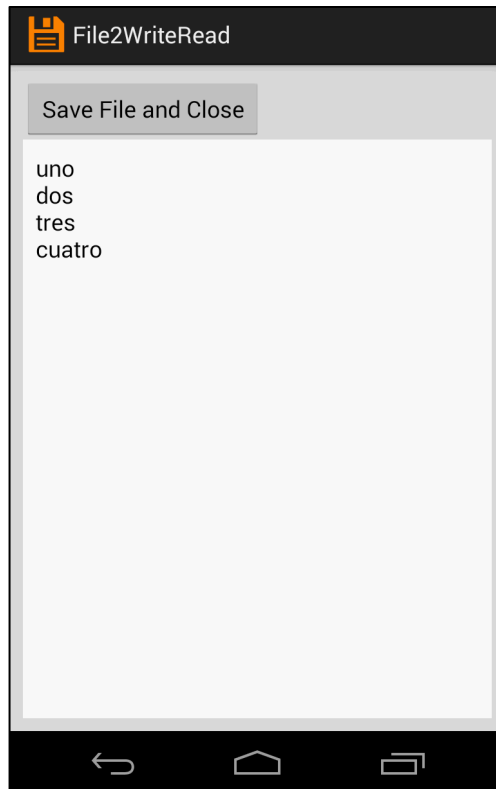 File2WriteRead
Save File and Close
uno
dos
tres
cuatro